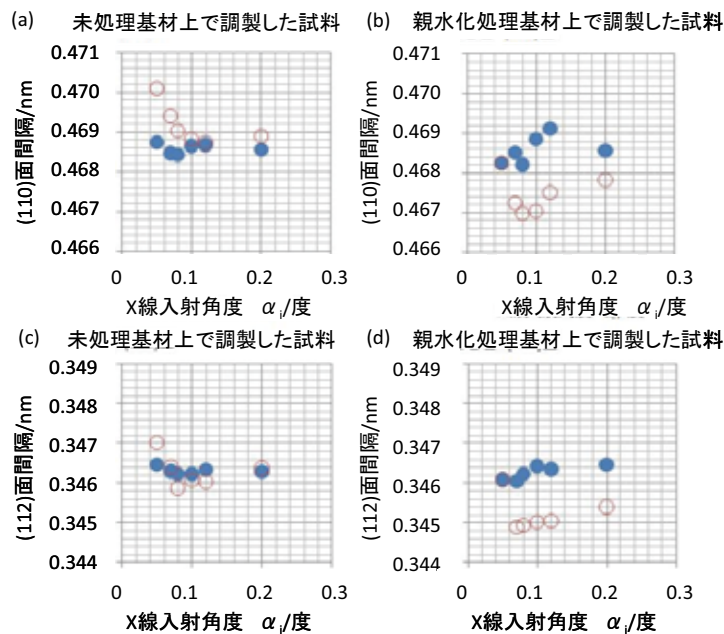 (a) 未処理基材上で調製した試料
(110)面間隔/nm
0.471
0.470
0.469
0.468
0.467
0.466
0 0.1 0.2 0.3
X線入射角度 αi/度
(b) 親水化処理基材上で調製した試料
(110)面間隔/nm
0.471
0.470
0.469
0.468
0.467
0.466
0 0.1 0.2 0.3
X線入射角度 αi/度
(c) 未処理基材上で調製した試料
(112)面間隔/nm
0.349
0.348
0.347
0.346
0.345
0.344
0 0.1 0.2 0.3
X線入射角度 αi/度
(d) 親水化処理基材上で調製した試料
(112)面間隔/nm
0.349
0.348
0.347
0.346
0.345
0.344
0 0.1 0.2 0.3
X線入射角度 αi/度